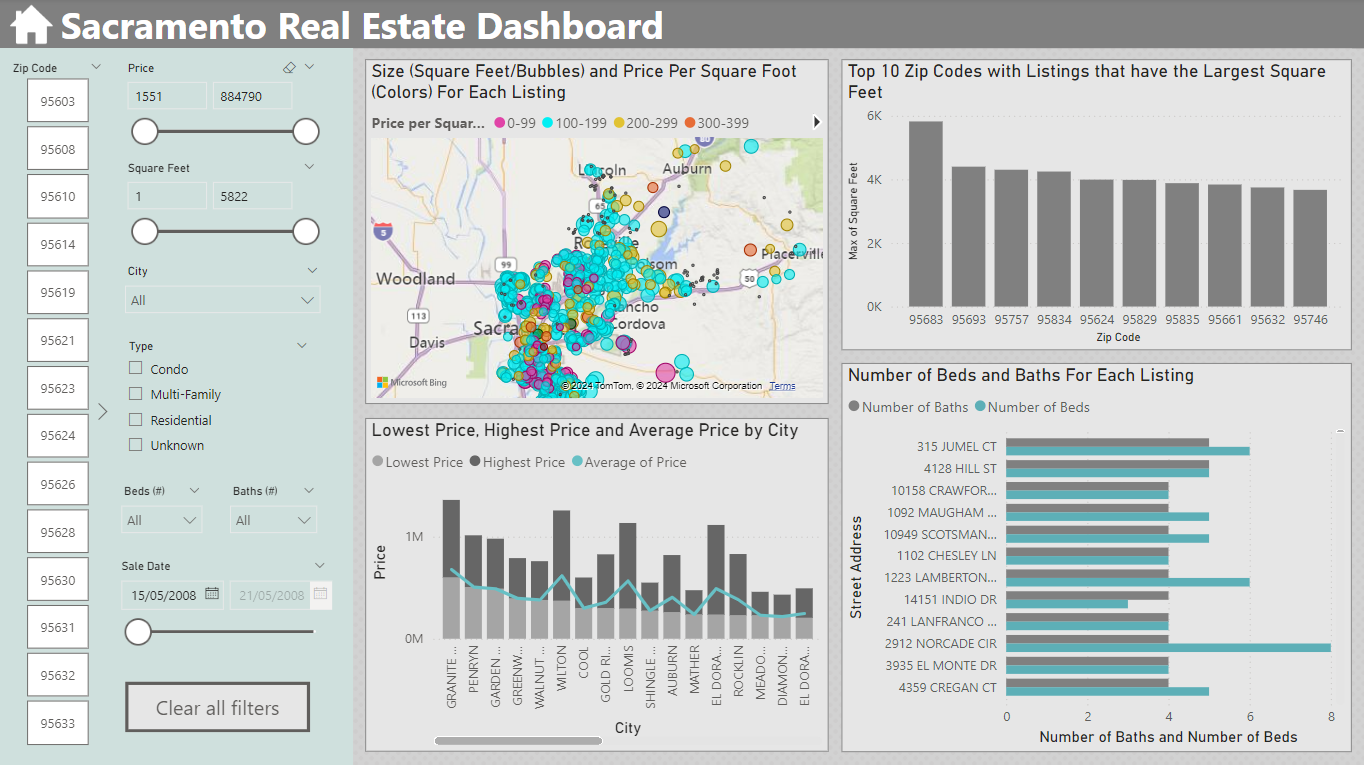 Sacramento Real Estate Dashboard
Zip Code
95603
95608
95610
95614
95619
95621
95623
95624
95626
95628
95630
95631
95632
95633
Price
1551 884790
Square Feet
1 5822
City
All
Type
Condo
Multi-Family
Residential
Unknown
Beds (#) Baths (#)
All All
Sale Date
15/05/2008 21/05/2008
Clear all filters
Size (Square Feet/Bubbles) and Price Per Square Foot
(Colors) For Each Listing
Price per Squar... 0-99 100-199 200-299 300-399
80
Lincoln
Auburn
65
5
Placerville
99
50
Woodland
113
Cordova
Davis
Microsoft Bing
© 2024 TomTom, © 2024 Microsoft Corporation Terms
Lowest Price, Highest Price and Average Price by City
Lowest Price Highest Price Average of Price
Price
1M
0M
GRANITE ...
PENRYN
GARDEN ...
GREENW...
WALNUT ...
WILTON
COOL
GOLD RI...
LOOMIS
SHINGLE ...
AUBURN
MATHER
EL DORA...
ROCKLIN
MEADO...
DIAMON...
EL DORA...
City
Top 10 Zip Codes with Listings that have the Largest Square
Feet
Max of Square Feet
6K
4K
2K
0K
95683 95693 95757 95834 95624 95829 95835 95661 95632 95746
Zip Code
Number of Beds and Baths For Each Listing
Number of Baths Number of Beds
Street Address
315 JUMEL CT
4128 HILL ST
10158 CRAWFOR...
1092 MAUGHAM ...
10949 SCOTSMAN...
1102 CHESLEY LN
1223 LAMBERTON...
14151 INDIO DR
241 LANFRANCO ...
2912 NORCADE CIR
3935 EL MONTE DR
4359 CREGAN CT
0 2 4 6 8
Number of Baths and Number of Beds